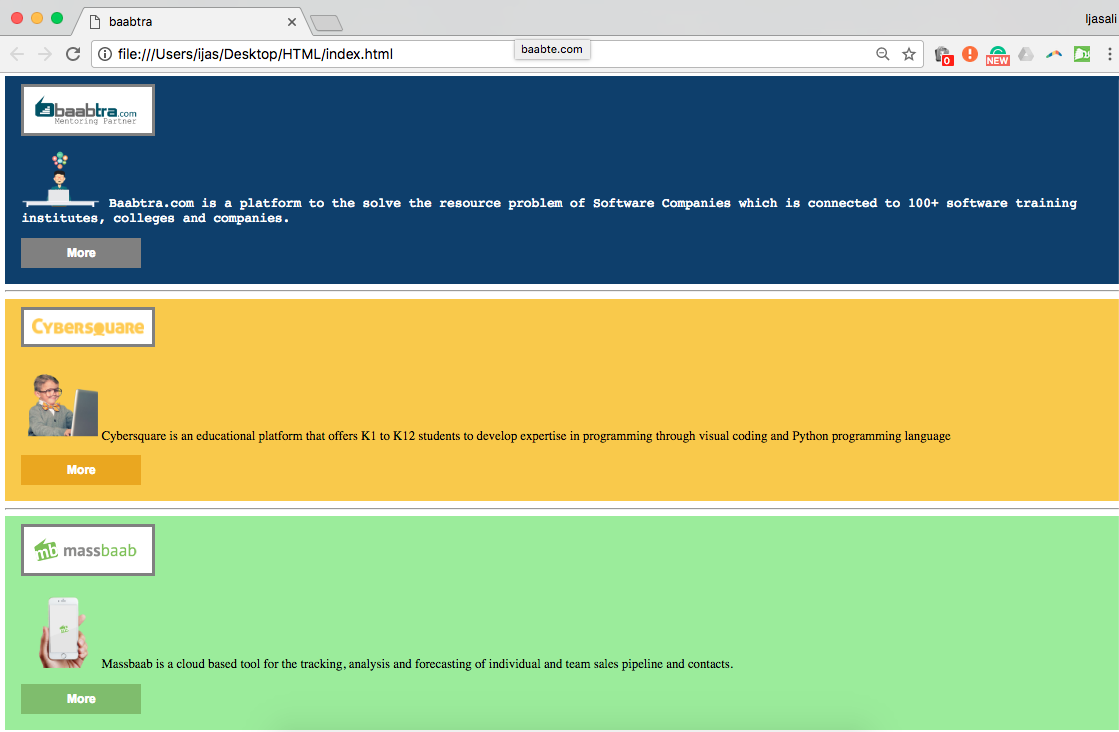 baabtra
Ijasali
file:///Users/ijas/Desktop/HTML/index.html
baabte.com
0
NEW
baabtra.com
Mentoring Partner
Baabtra.com is a platform to the solve the resource problem of Software Companies which is connected to 100+ software training
institutes, colleges and companies.
More
CYBERSQUARE
Cybersquare is an educational platform that offers K1 to K12 students to develop expertise in programming through visual coding and Python programming language
More
mb massbaab
Massbaab is a cloud based tool for the tracking, analysis and forecasting of individual and team sales pipeline and contacts.
More